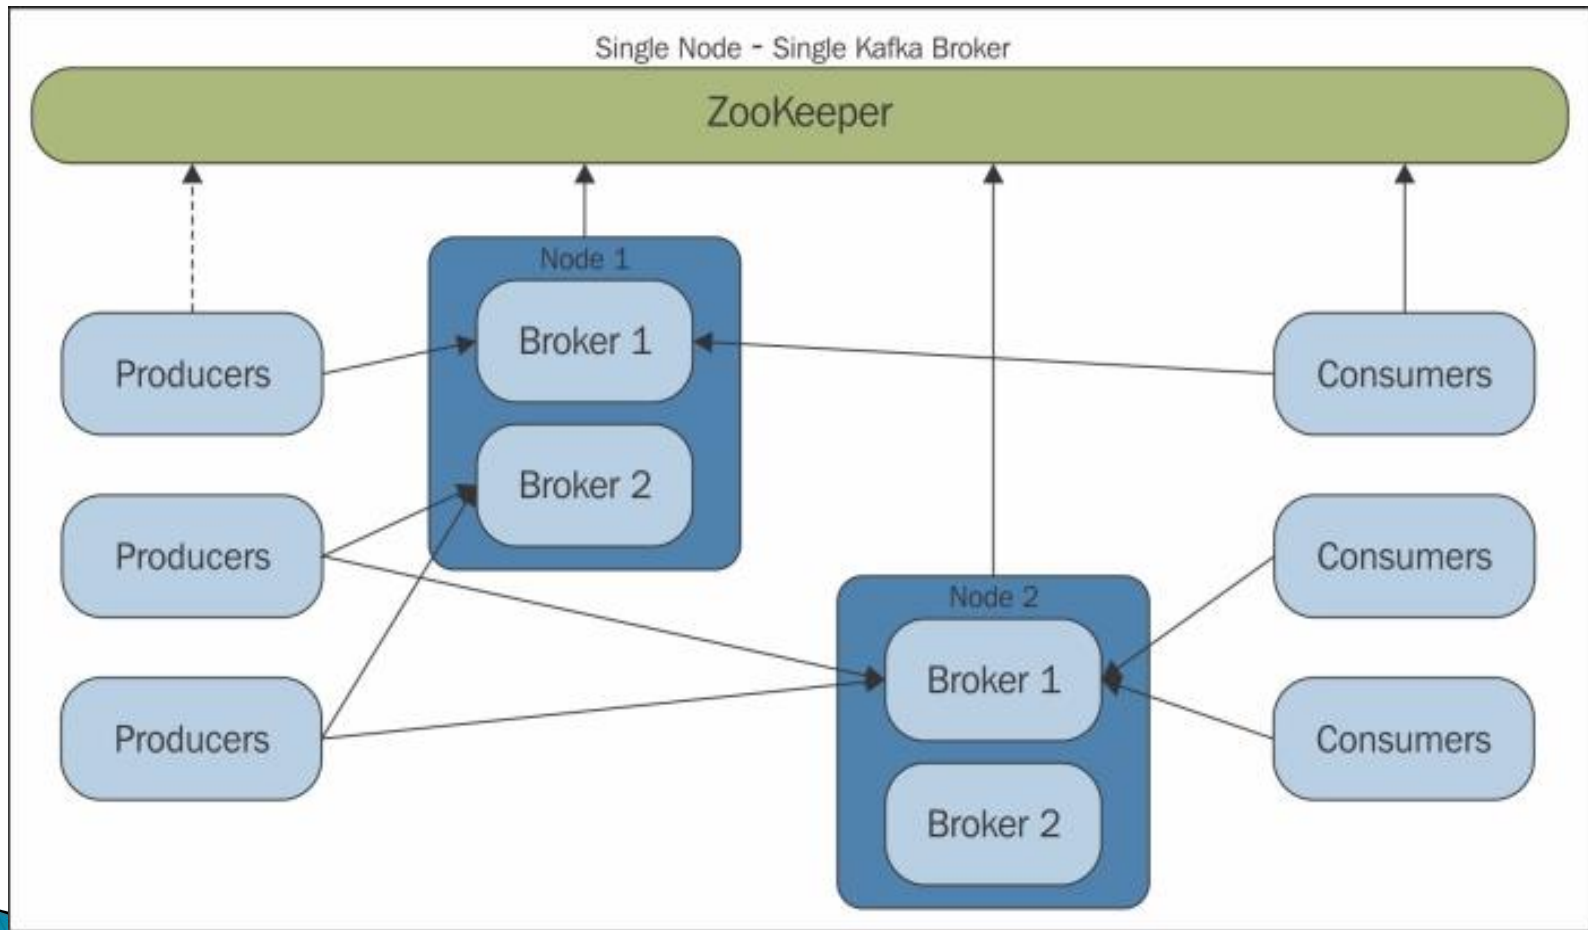 Single Node - Single Kafka Broker
ZooKeeper
Node 1
Broker 1
Broker 2
Producers
Producers
Producers
Node 2
Broker 1
Broker 2
Consumers
Consumers
Consumers